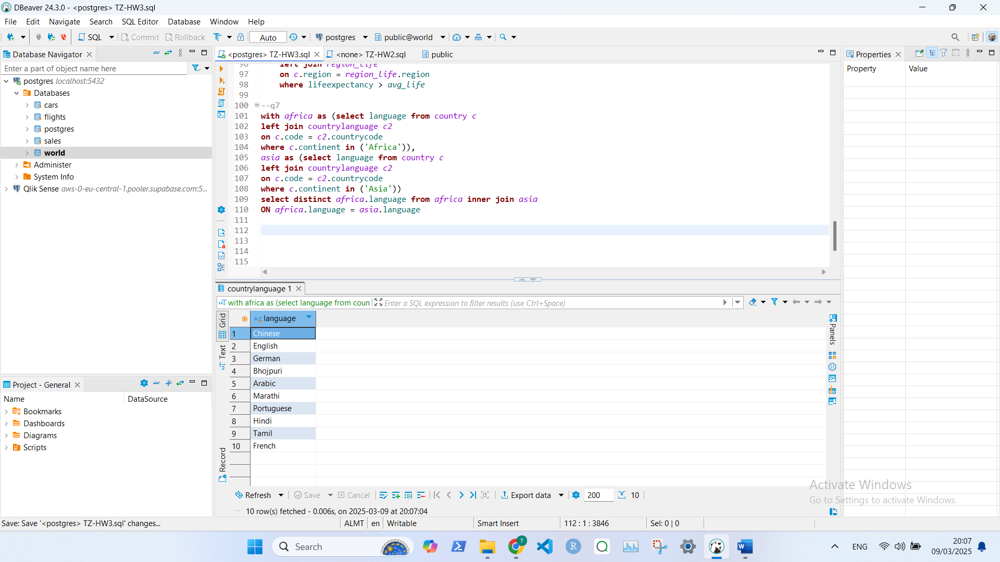 DBeaver 24.3.0 - <postgres> TZ-HW3.sql
File Edit Navigate Search SQL Editor Database Window Help
SQL Commit Rollback Auto postgres public@world
Database Navigator
<postgres> TZ-HW3.sql <none> TZ-HW2.sql public
Properties
Enter a part of object name here
Property Value
postgres localhost:5432
Databases
cars
flights
postgres
sales
world
Administer
System Info
Qlik Sense aws-0-eu-central-1.pooler.supabase.com:5...
96 left join region_life
97 on c.region = region_life.region
98 where lifeexpectancy > avg_life
99
100 --q7
101 with africa as (select language from country c
102 left join countrylanguage c2
103 on c.code = c2.countrycode
104 where c.continent in ('Africa')),
105 asia as (select language from country c
106 left join countrylanguage c2
107 on c.code = c2.countrycode
108 where c.continent in ('Asia'))
109 select distinct africa.language from africa inner join asia
110 ON africa.language = asia.language
111
112
113
114
115
countrylanguage 1
with africa as (select language from coun Enter a SQL expression to filter results (use Ctrl+Space)
Grid
Text
Record
A-Z language
1 Chinese
2 English
3 German
4 Bhojpuri
5 Arabic
6 Marathi
7 Portuguese
8 Hindi
9 Tamil
10 French
Panels
Project - General
Name DataSource
Bookmarks
Dashboards
Diagrams
Scripts
Refresh Save Cancel Export data 200 10
10 row(s) fetched - 0.006s, on 2025-03-09 at 20:07:04
Activate Windows
Go to Settings to activate Windows.
Save: Save '<postgres> TZ-HW3.sql' changes... ALMT en Writable Smart Insert 112 : 1 : 3846 Sel: 0 | 0
Search
ENG
20:07
09/03/2025